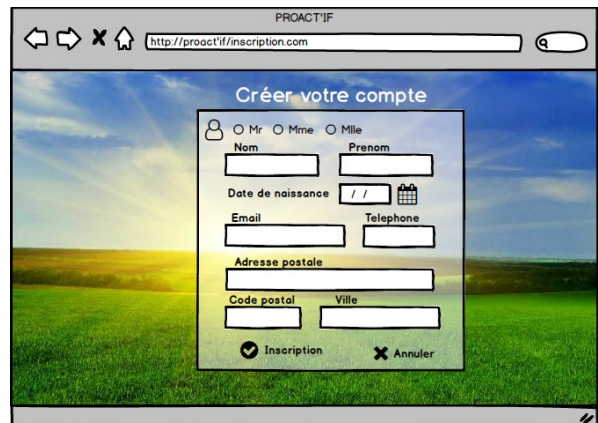 PROACT'IF
http://proact'if/inscription.com
Créer votre compte
Mr Mme Mlle
Nom Prenom
Date de naissance / /
Email Telephone
Adresse postale
Code postal Ville
Inscription Annuler